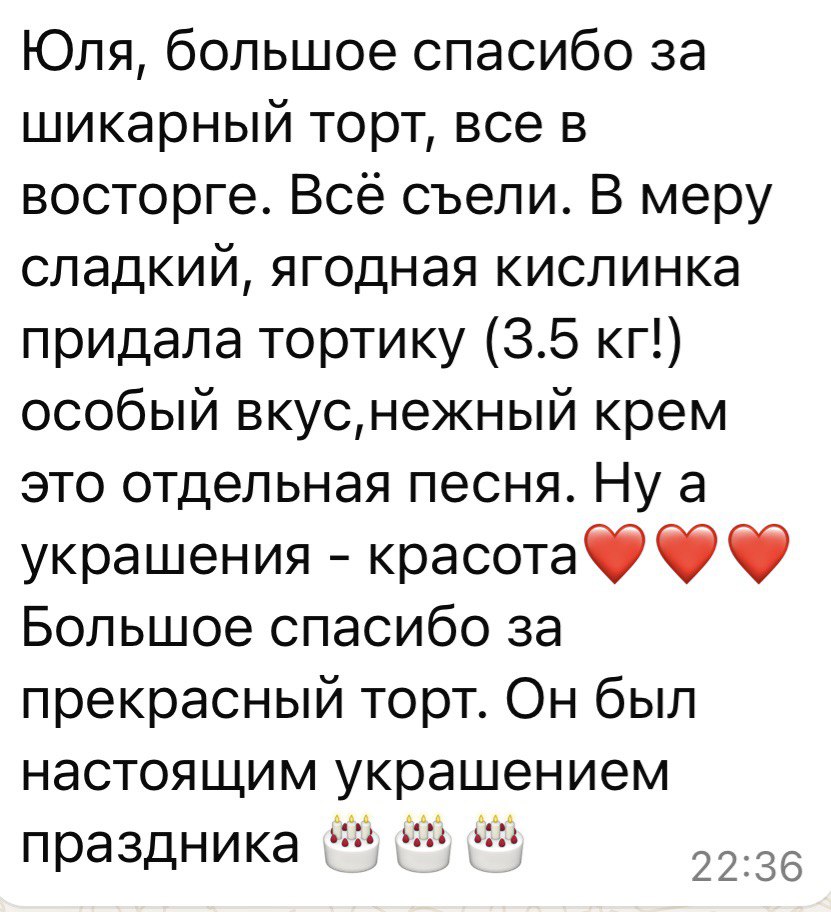 Юля, большое спасибо за
шикарный торт, все в
восторге. Всё съели. В меру
сладкий, ягодная кислинка
придала тортику (3.5 кг!)
особый вкус,нежный крем
это отдельная песня. Ну а
украшения - красота❤️❤️❤️
Большое спасибо за
прекрасный торт. Он был
настоящим украшением
праздника 🎂🎂🎂
22:36